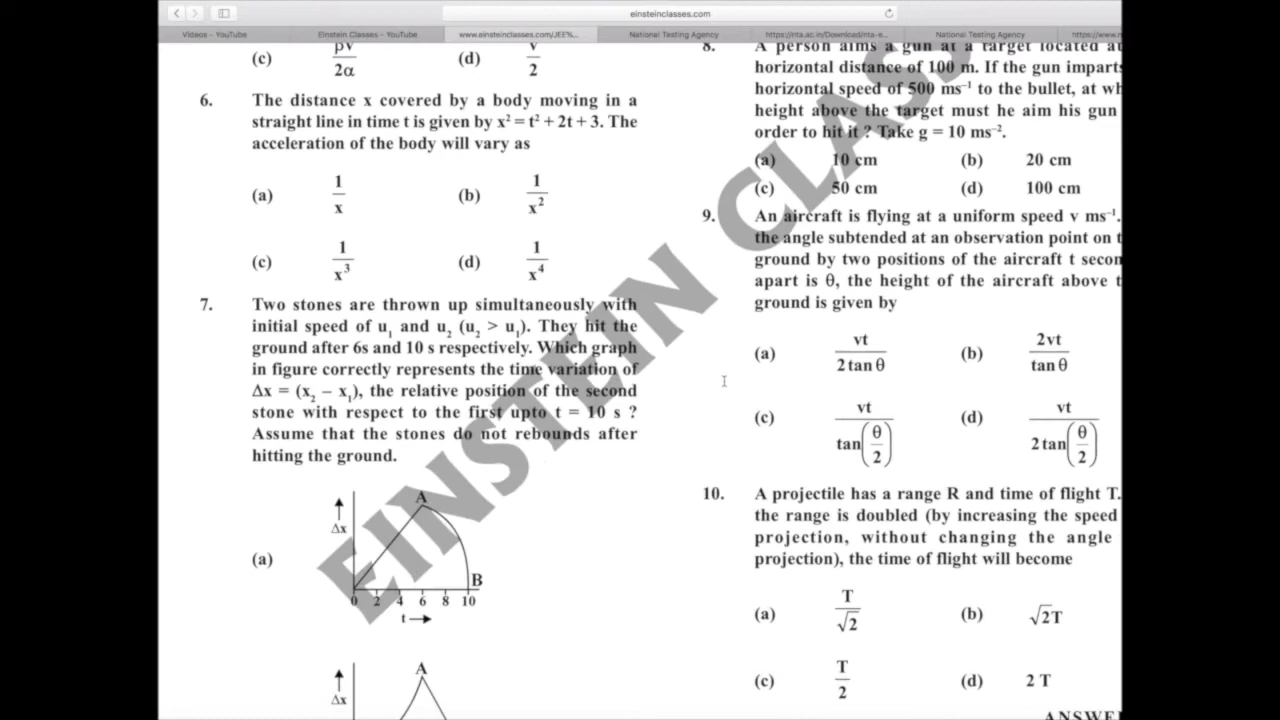 einsteinclasses.com
Videos - YouTube
Einstein Classes - YouTube
www.einsteinclasses.com/JEE%...
National Testing Agency
https://nta.ac.in/Download/nta-e...
National Testing Agency
(c) pv/2α (d) v/2
6. The distance x covered by a body moving in a
straight line in time t is given by x² = t² + 2t + 3. The
acceleration of the body will vary as
(a) 1/x (b) 1/x²
(c) 1/x³ (d) 1/x⁴
7. Two stones are thrown up simultaneously with
initial speed of u₁ and u₂ (u₂ > u₁). They hit the
ground after 6s and 10 s respectively. Which graph
in figure correctly represents the time variation of
Δx = (x₂ – x₁), the relative position of the second
stone with respect to the first upto t = 10 s ?
Assume that the stones do not rebounds after
hitting the ground.
(a)
A
Δx
B
0 2 4 6 8 10
t
A
Δx
8. A person aims a gun at a target located at
horizontal distance of 100 m. If the gun imparts
horizontal speed of 500 ms⁻¹ to the bullet, at
height above the target must he aim his gun
order to hit it ? Take g = 10 ms⁻².
(a) 10 cm (b) 20 cm
(c) 50 cm (d) 100 cm
9. An aircraft is flying at a uniform speed v ms⁻¹.
the angle subtended at an observation point on
ground by two positions of the aircraft t
apart is θ, the height of the aircraft above
ground is given by
(a) vt/2 tan θ (b) 2vt/tan θ
(c) vt/tan(θ/2) (d) vt/2 tan(θ/2)
10. A projectile has a range R and time of flight T.
the range is doubled (by increasing the speed
projection, without changing the angle
projection), the time of flight will become
(a) T/√2 (b) √2T
(c) T/2 (d) 2 T
EINSTEIN CLASS